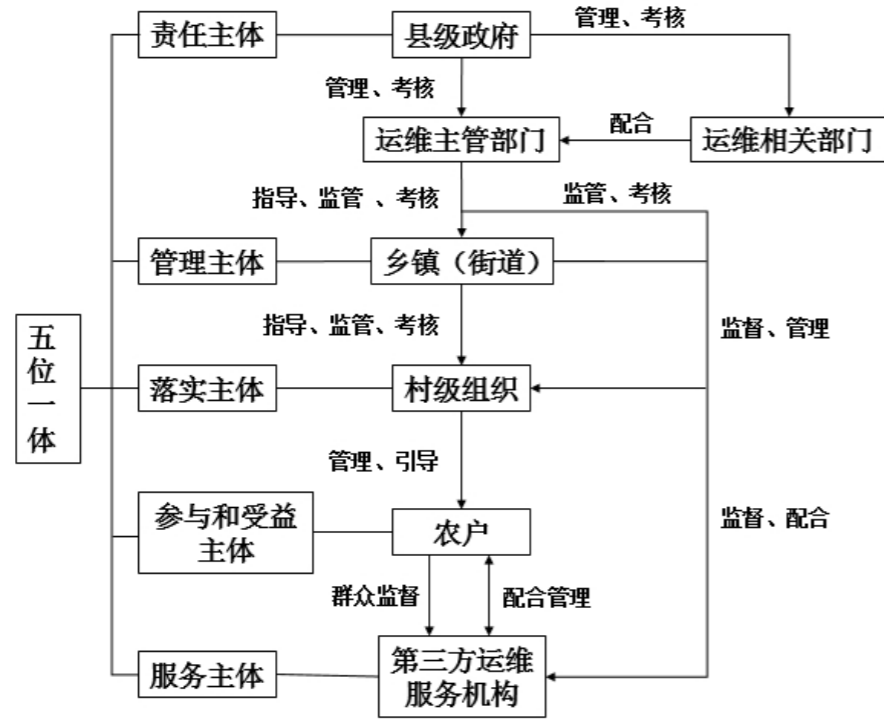 责任主体
县级政府
管理、考核
管理、考核
运维主管部门
配合
运维相关部门
指导、监管 、考核
监管、考核
管理主体
乡镇（街道）
五
位
一
体
指导、监管、考核
监督、管理
落实主体
村级组织
管理、引导
参与和受益
主体
农户
监督、配合
群众监督
配合管理
服务主体
第三方运维
服务机构